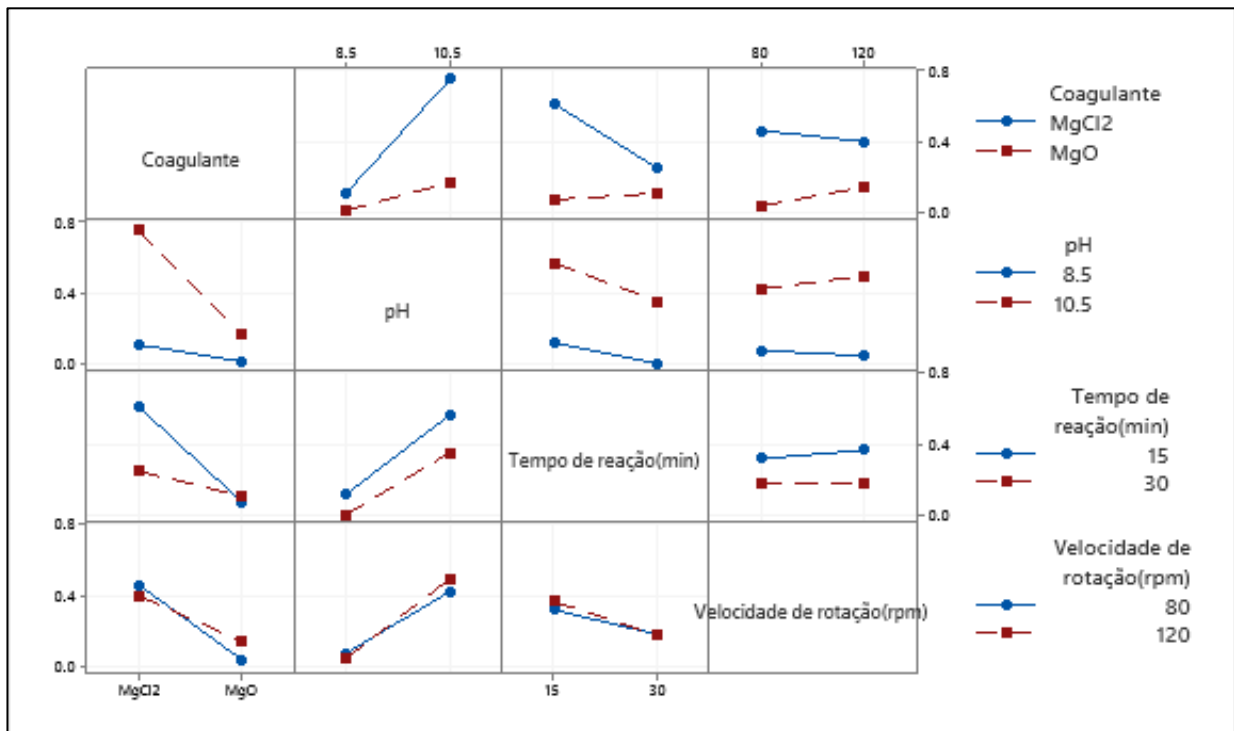 8.5
10.5
80
120
Coagulante
0.8
0.4
0.0
Coagulante
MgCl2
MgO
0.8
0.4
0.0
pH
pH
8.5
10.5
Tempo de reação(min)
0.8
0.4
0.0
Tempo de
reação(min)
15
30
0.8
0.4
0.0
Velocidade de rotação(rpm)
Velocidade de
rotação(rpm)
80
120
MgCl2
MgO
15
30